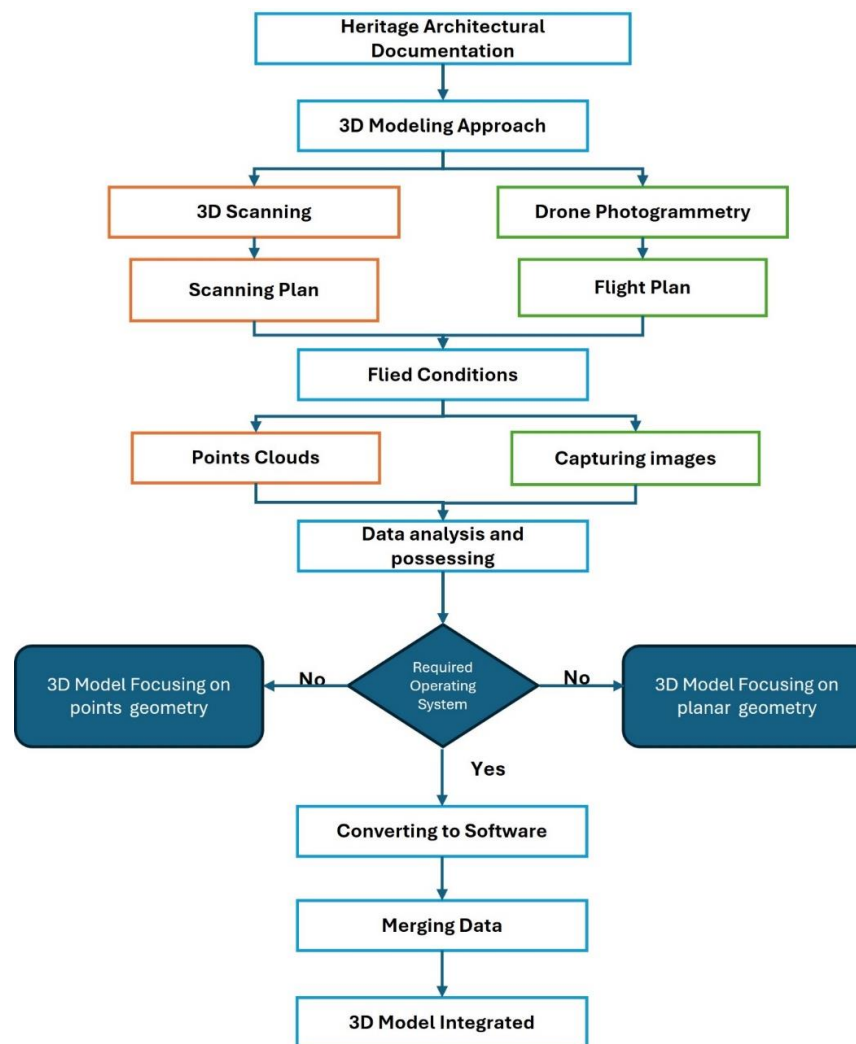 Heritage Architectural
Documentation
3D Modeling Approach
3D Scanning
Drone Photogrammetry
Scanning Plan
Flight Plan
Flied Conditions
Points Clouds
Capturing images
Data analysis and
possessing
3D Model Focusing on
points geometry
No
Required
Operating
System
No
3D Model Focusing on
planar geometry
Yes
Converting to Software
Merging Data
3D Model Integrated